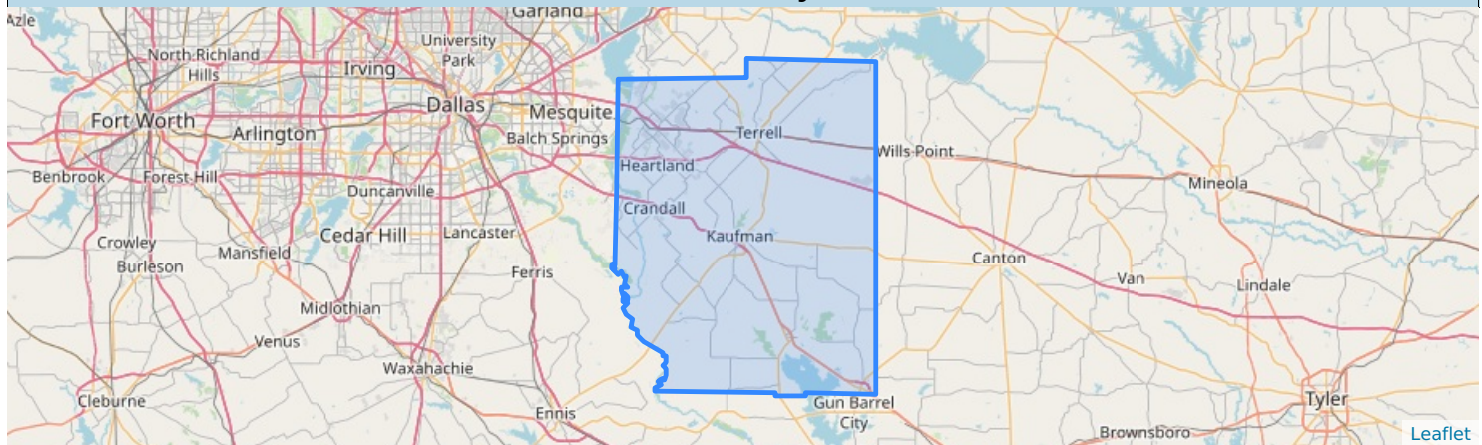 Garland
Azle
University
Park
North Richland
Hills
Irving
Dallas
Mesquite
Fort Worth
Arlington
Balch Springs
Terrell
Wills Point
Heartland
Benbrook
Forest Hill
Duncanville
Mineola
Crandall
Lancaster
Cedar Hill
Kaufman
Crowley
Mansfield
Burleson
Ferris
Canton
Van
Lindale
Midlothian
Venus
Waxahachie
Cleburne
Ennis
Gun Barrel
City
Tyler
Brownsboro
Leaflet